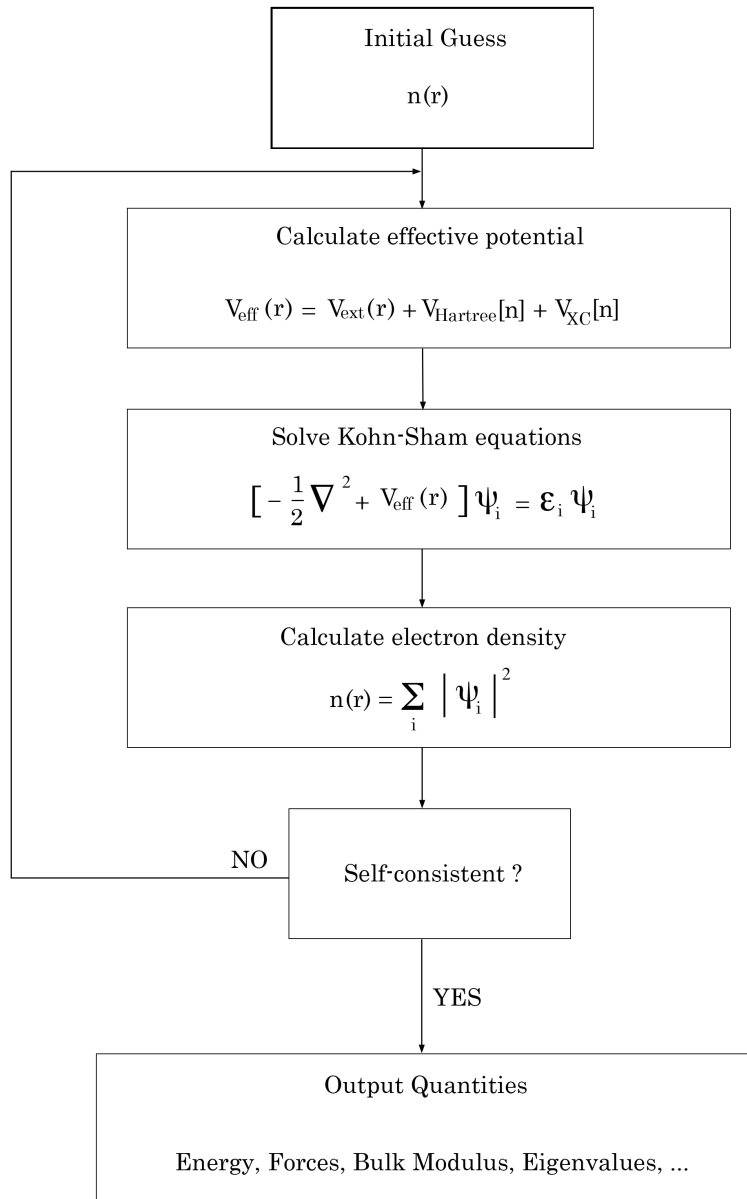 Initial Guess
n(r)
Calculate effective potential
V_eff (r) = V_ext(r) + V_Hartree[n] + V_XC[n]
Solve Kohn-Sham equations
[ - 1/2 ∇² + V_eff (r) ] ψ_i = ε_i ψ_i
Calculate electron density
n(r) = Σ_i | ψ_i |²
NO
Self-consistent ?
YES
Output Quantities
Energy, Forces, Bulk Modulus, Eigenvalues, ...